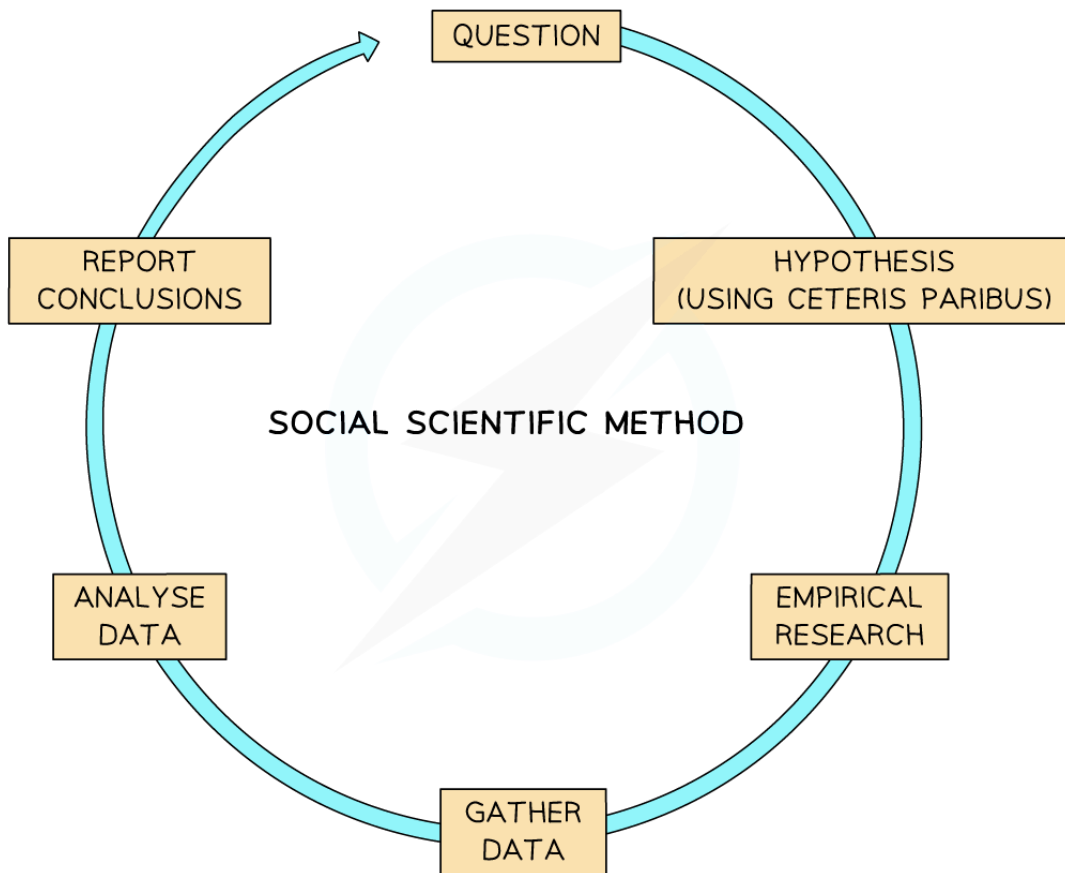 QUESTION
HYPOTHESIS
(USING CETERIS PARIBUS)
EMPIRICAL
RESEARCH
GATHER
DATA
ANALYSE
DATA
REPORT
CONCLUSIONS
SOCIAL SCIENTIFIC METHOD